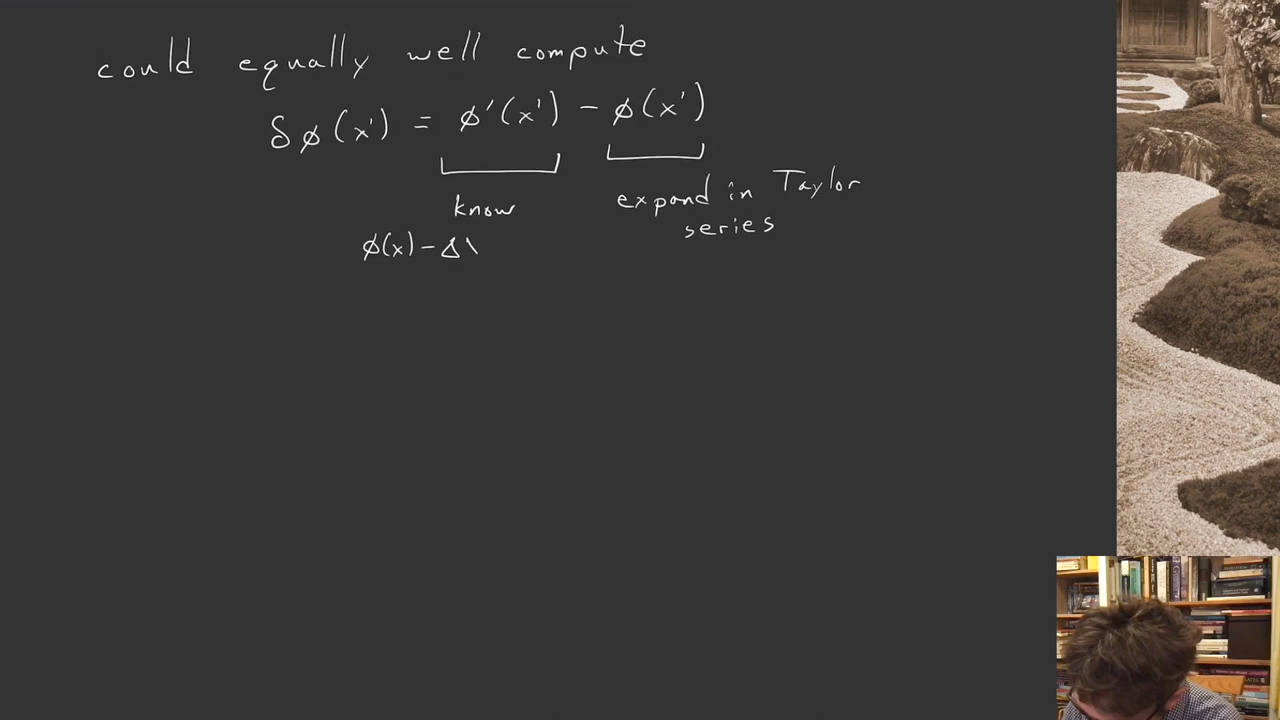 could equally well compute
δφ(x') = φ'(x') - φ(x')
know
expand in Taylor
series
φ(x) - Δ\